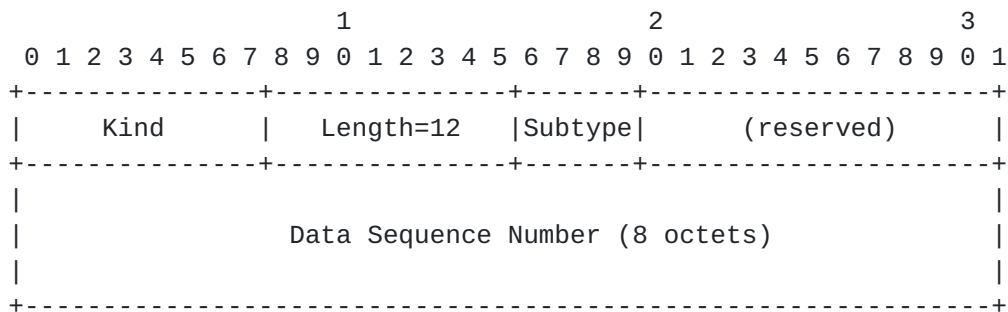 1                   2                   3
 0 1 2 3 4 5 6 7 8 9 0 1 2 3 4 5 6 7 8 9 0 1 2 3 4 5 6 7 8 9 0 1
+---------------+---------------+-------+----------------------+
|     Kind      |   Length=12   |Subtype|      (reserved)      |
+---------------+---------------+-------+----------------------+
|                                                              |
|                 Data Sequence Number (8 octets)              |
|                                                              |
+--------------------------------------------------------------+